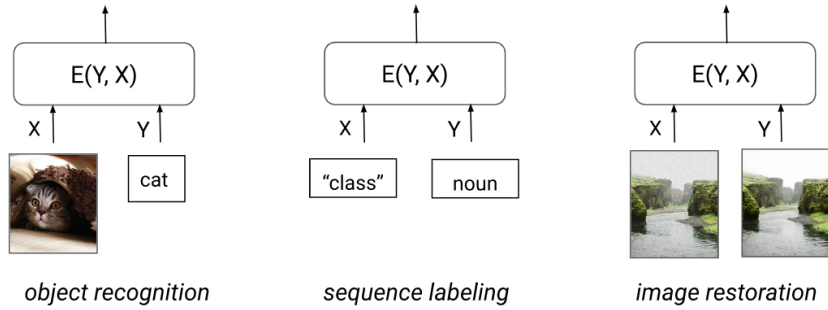 E(Y, X)
X
Y
cat
object recognition
E(Y, X)
X
Y
“class”
noun
sequence labeling
E(Y, X)
X
Y
image restoration